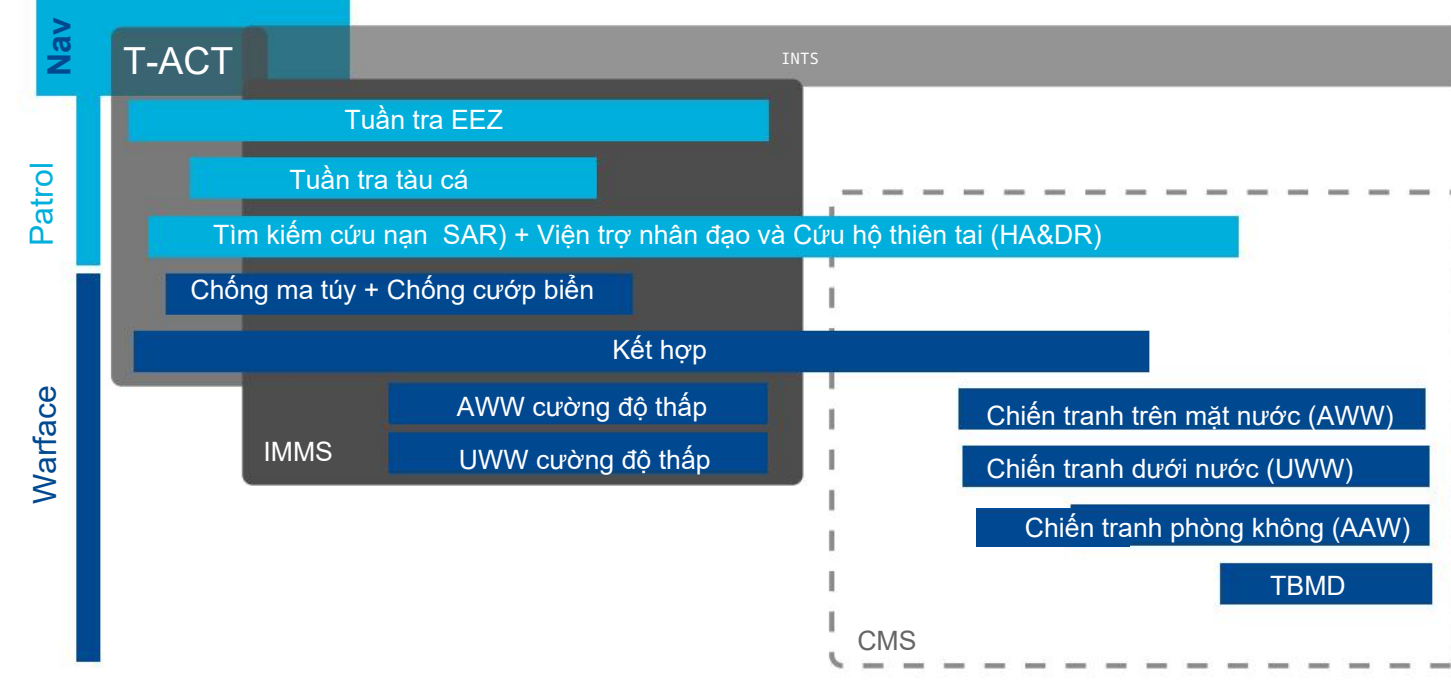 Nav
T-ACT
INTS
Tuần tra EEZ
Patrol
Tuần tra tàu cá
Tìm kiếm cứu nạn  SAR) + Viện trợ nhân đạo và Cứu hộ thiên tai (HA&DR)
Chống ma túy + Chống cướp biển
Kết hợp
Warface
AWW cường độ thấp
Chiến tranh trên mặt nước (AWW)
IMMS
UWW cường độ thấp
Chiến tranh dưới nước (UWW)
Chiến tranh phòng không (AAW)
TBMD
CMS